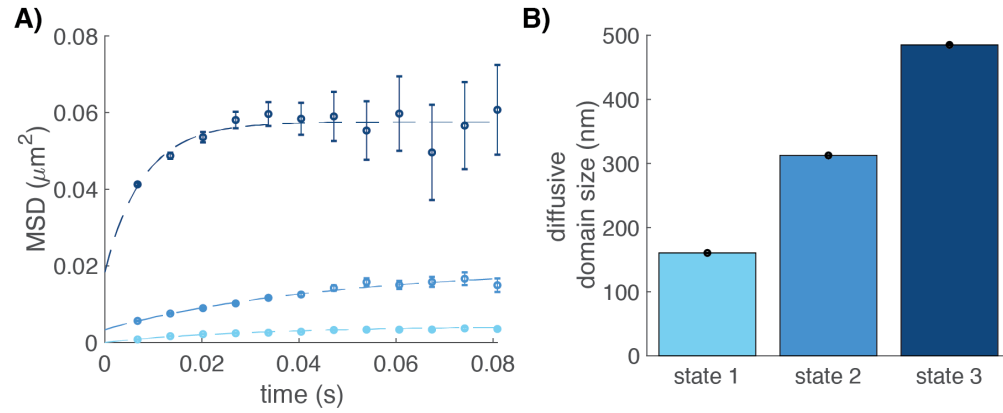 A)
MSD (μm²)
0.08
0.06
0.04
0.02
0
0
0.02
0.04
0.06
0.08
time (s)
B)
diffusive
domain size (nm)
500
400
300
200
100
0
state 1
state 2
state 3